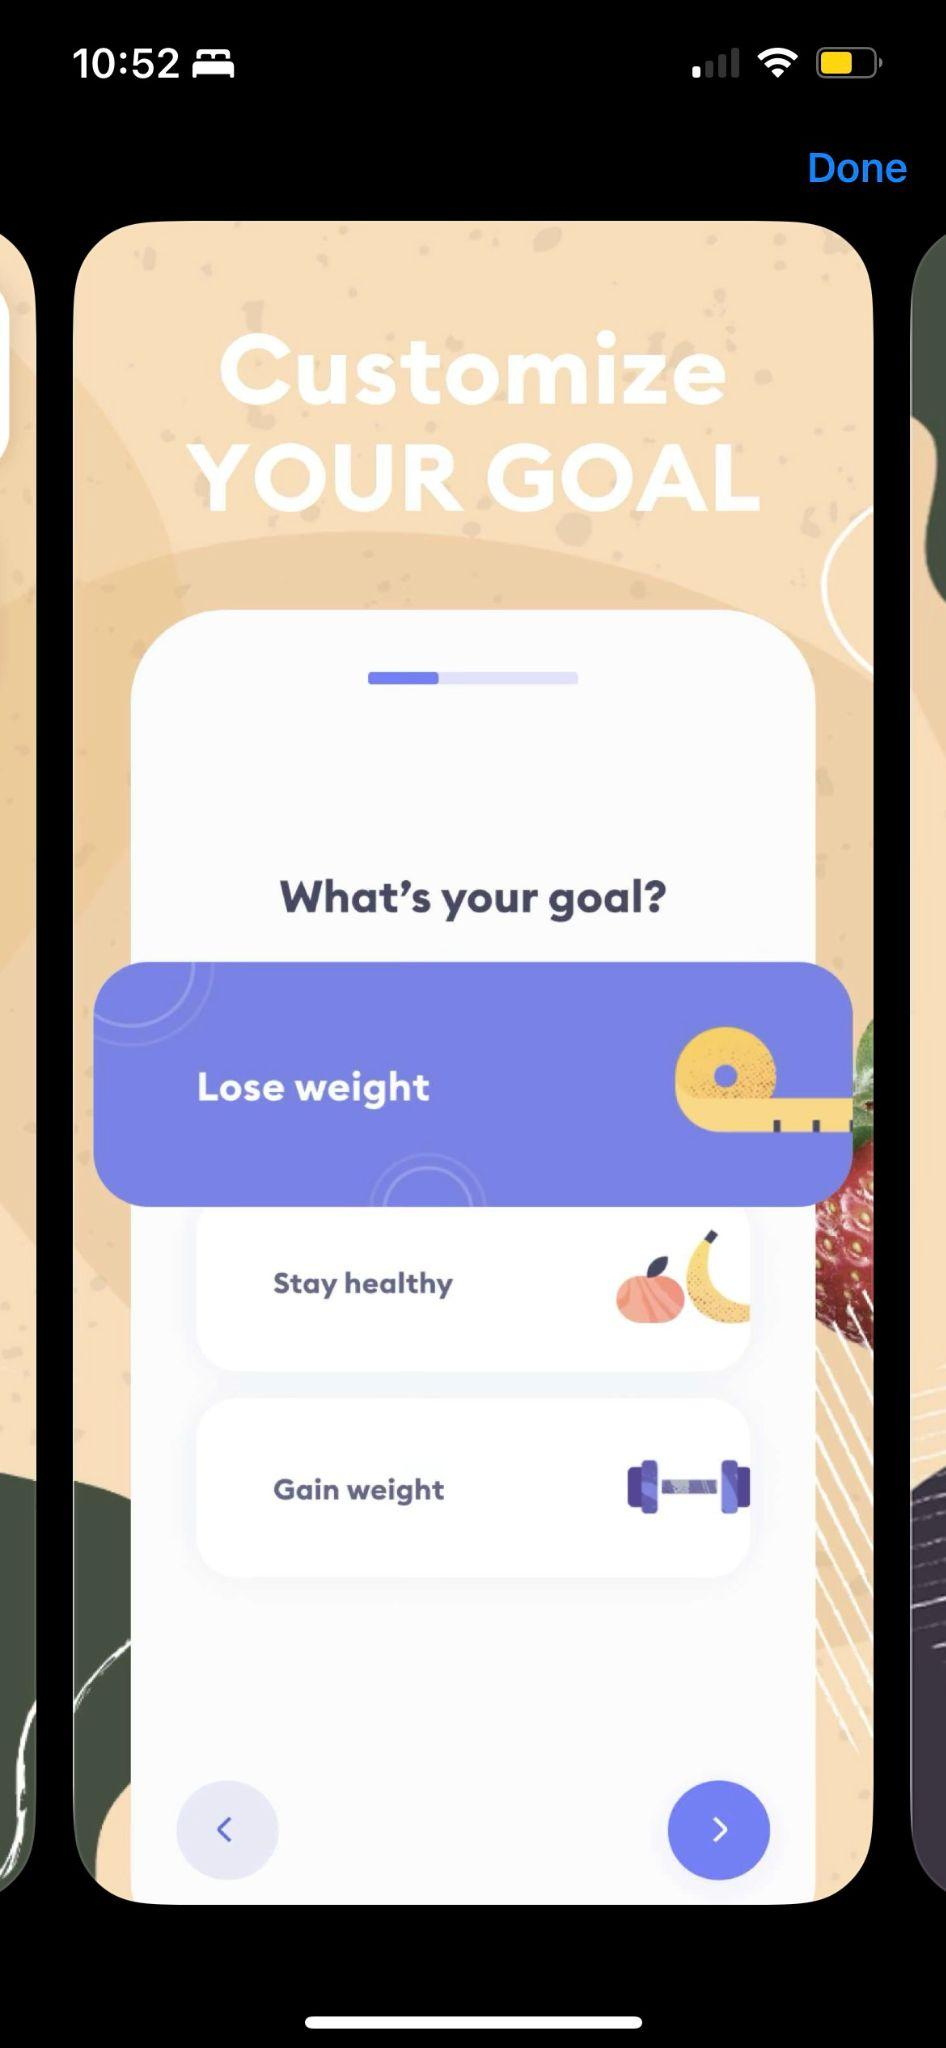 10:52
Done
Customize
YOUR GOAL
What's your goal?
Lose weight
Stay healthy
Gain weight